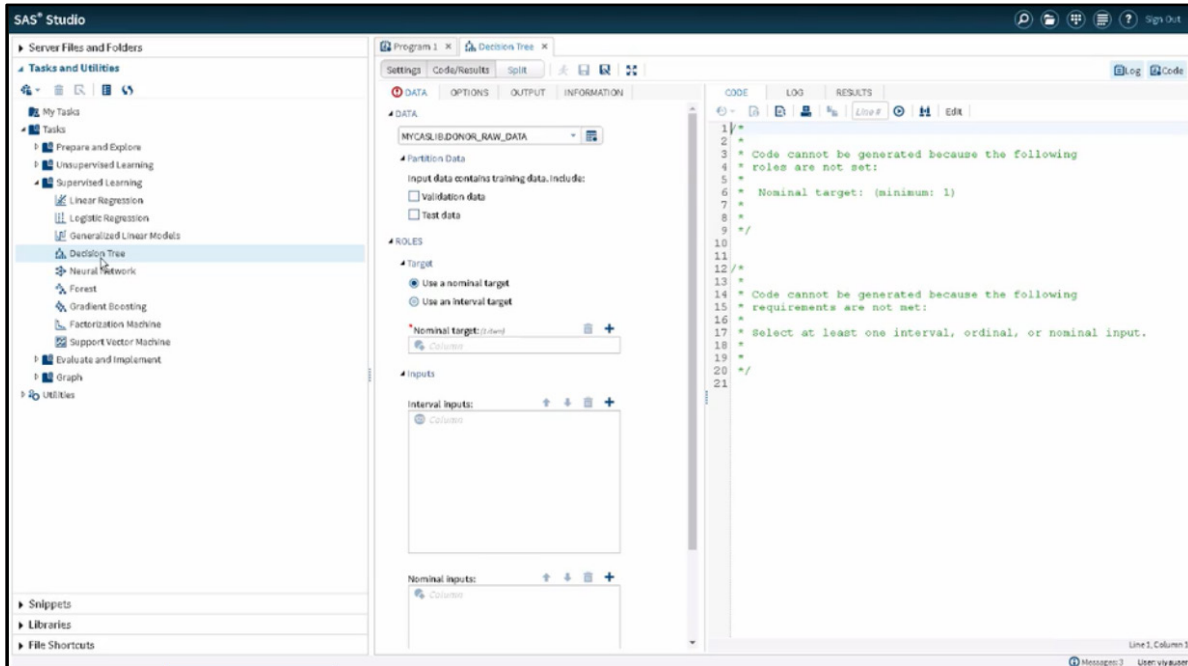 SAS® Studio
Sign Out
Server Files and Folders
Tasks and Utilities
My Tasks
Tasks
Prepare and Explore
Unsupervised Learning
Supervised Learning
Linear Regression
Logistic Regression
Generalized Linear Models
Decision Tree
Neural Network
Forest
Gradient Boosting
Factorization Machine
Support Vector Machine
Evaluate and Implement
Graph
Utilities
Snippets
Libraries
File Shortcuts
Program 1 × Decision Tree ×
Settings Code/Results Split
Log Code
DATA OPTIONS OUTPUT INFORMATION
DATA
MYCASLIB.DONOR_RAW_DATA
Partition Data
Input data contains training data. Include:
Validation data
Test data
ROLES
Target
Use a nominal target
Use an interval target
*Nominal target: (1 item)
Column
Inputs
Interval inputs:
Column
Nominal inputs:
Column
CODE LOG RESULTS
Line # Edit
1 /*
2 *
3 * Code cannot be generated because the following
4 * roles are not set:
5 *
6 * Nominal target: (minimum: 1)
7 *
8 *
9 */
10
11
12 /*
13 *
14 * Code cannot be generated because the following
15 * requirements are not met:
16 *
17 * Select at least one interval, ordinal, or nominal input.
18 *
19 *
20 */
21
Line 1, Column 1
Messages: 3 User: viyauser